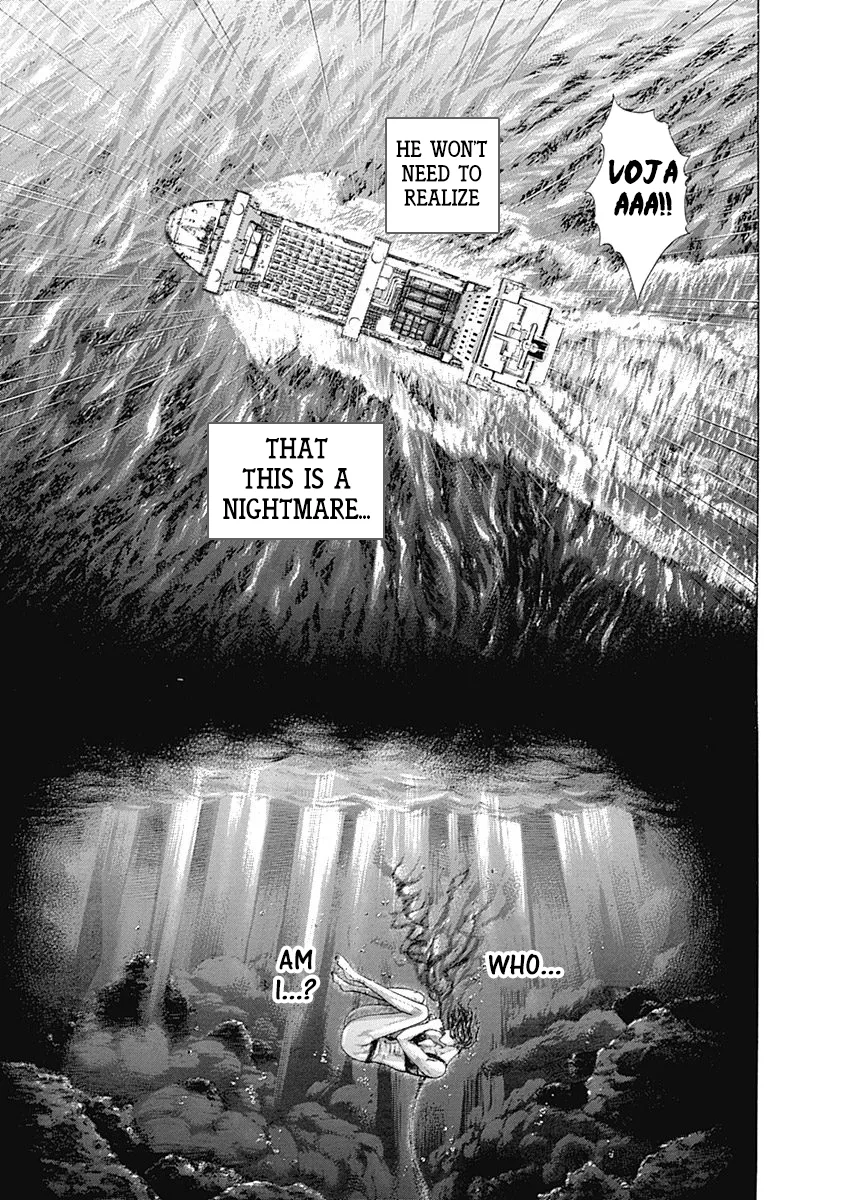 VOJA
AAA!!
HE WON'T
NEED TO
REALIZE
THAT
THIS IS A
NIGHTMARE...
WHO...
AM
I...?